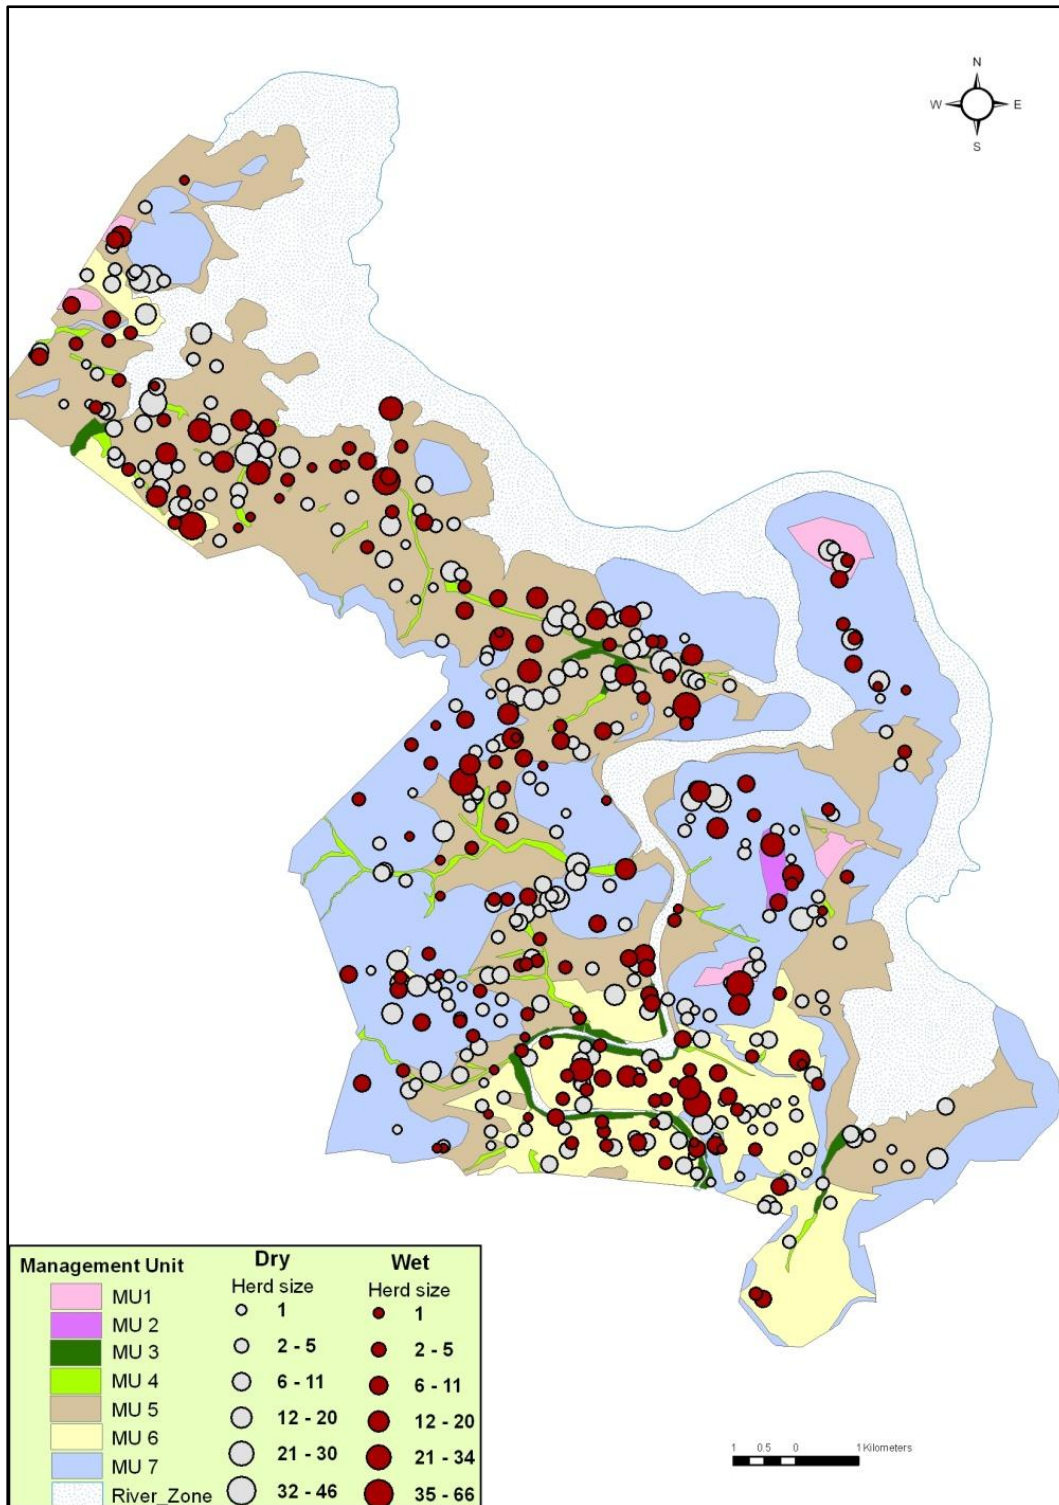 N
W E
S
Management Unit Dry Wet
Herd size Herd size
MU1 1 1
MU 2 2 - 5 2 - 5
MU 3 6 - 11 6 - 11
MU 4 12 - 20 12 - 20
MU 5 21 - 30 21 - 34
MU 6 32 - 46 35 - 66
MU 7
River_Zone
1 0.5 0 1 Kilometers